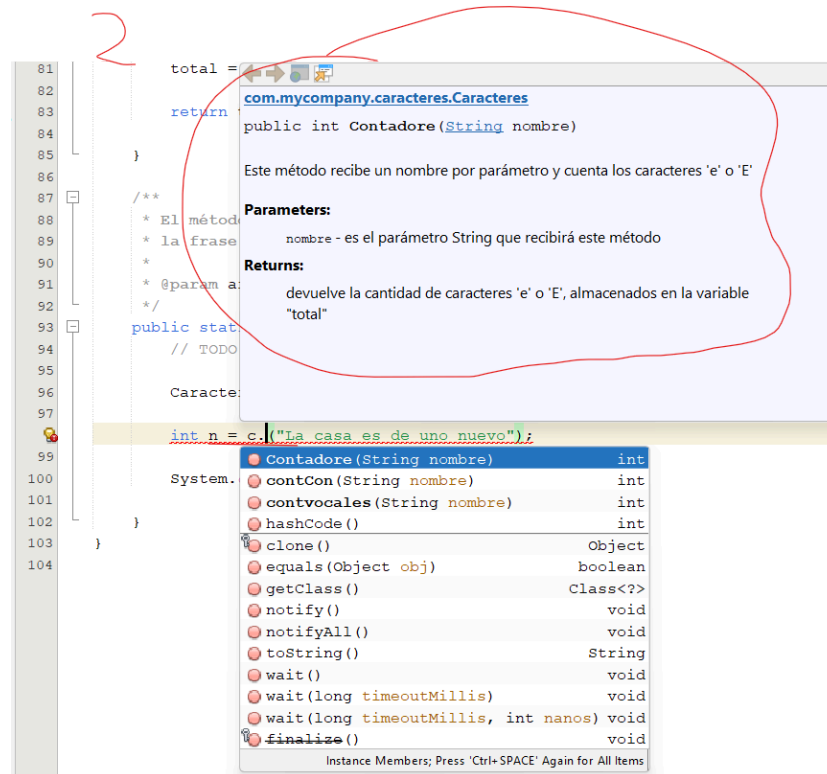 2
81 total =
82
83 return
84
85 }
86
87 /**
88 * El métod
89 * la frase
90 *
91 * @param a
92 */
93 public stat
94 // TODO
95
96 Caracte
97
int n = c.("La casa es de uno nuevo");
99
100 System.
101
102 }
103 }
104
com.mycompany.caracteres.Caracteres
public int Contadore(String nombre)
Este método recibe un nombre por parámetro y cuenta los caracteres 'e' o 'E'
Parameters:
nombre - es el parámetro String que recibirá este método
Returns:
devuelve la cantidad de caracteres 'e' o 'E', almacenados en la variable
"total"
Contadore(String nombre) int
contCon(String nombre) int
contvocales(String nombre) int
hashCode() int
clone() Object
equals(Object obj) boolean
getClass() Class<?>
notify() void
notifyAll() void
toString() String
wait() void
wait(long timeoutMillis) void
wait(long timeoutMillis, int nanos) void
finalize() void
Instance Members; Press 'Ctrl+SPACE' Again for All Items